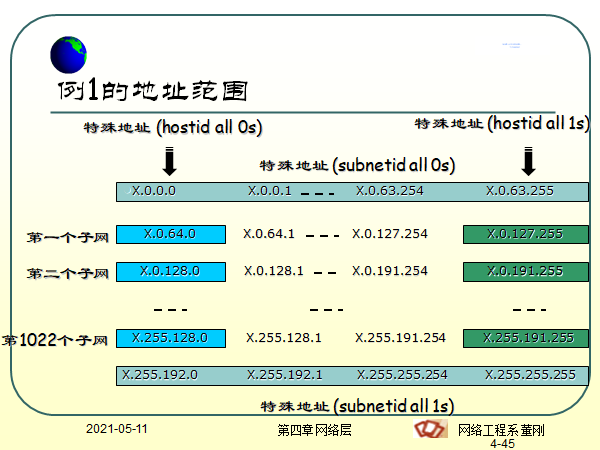 例1的地址范围
特殊地址 (hostid all 0s)
特殊地址 (hostid all 1s)
特殊地址 (subnetid all 0s)
X.0.0.0 X.0.0.1 --- X.0.63.254 X.0.63.255
第一个子网 X.0.64.0 X.0.64.1 --- X.0.127.254 X.0.127.255
第二个子网 X.0.128.0 X.0.128.1 -- X.0.191.254 X.0.191.255
--- --- ---
第1022个子网 X.255.128.0 X.255.128.1 X.255.191.254 X.255.191.255
X.255.192.0 X.255.192.1 X.255.255.254 X.255.255.255
特殊地址 (subnetid all 1s)
2021-05-11 第四章网络层 网络工程系董刚
4-45